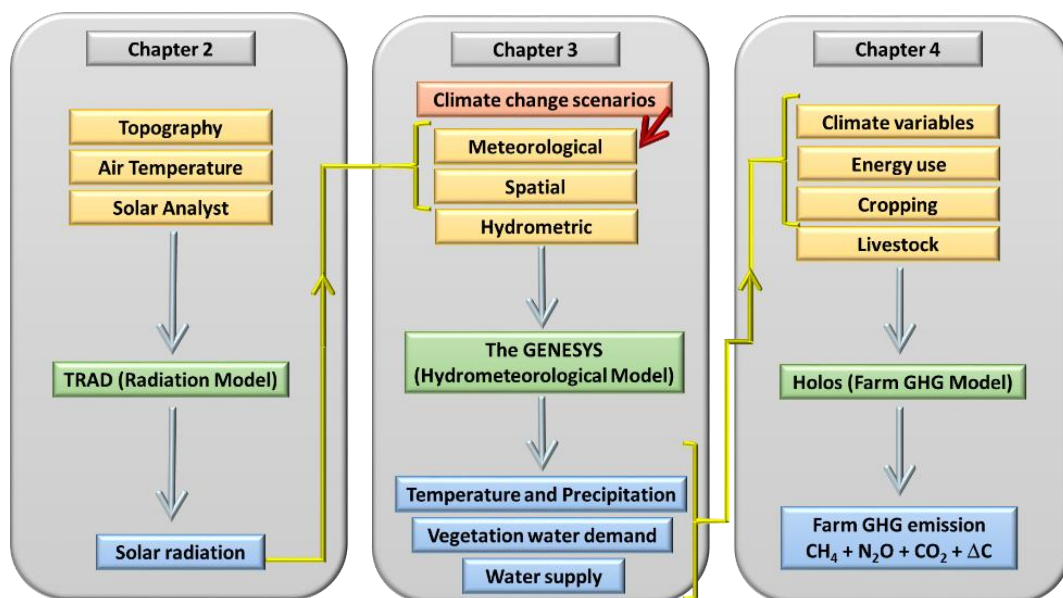 Chapter 2
Topography
Air Temperature
Solar Analyst
TRAD (Radiation Model)
Solar radiation
Chapter 3
Climate change scenarios
Meteorological
Spatial
Hydrometric
The GENESYS
(Hydrometeorological Model)
Temperature and Precipitation
Vegetation water demand
Water supply
Chapter 4
Climate variables
Energy use
Cropping
Livestock
Holos (Farm GHG Model)
Farm GHG emission
CH₄ + N₂O + CO₂ + ΔC